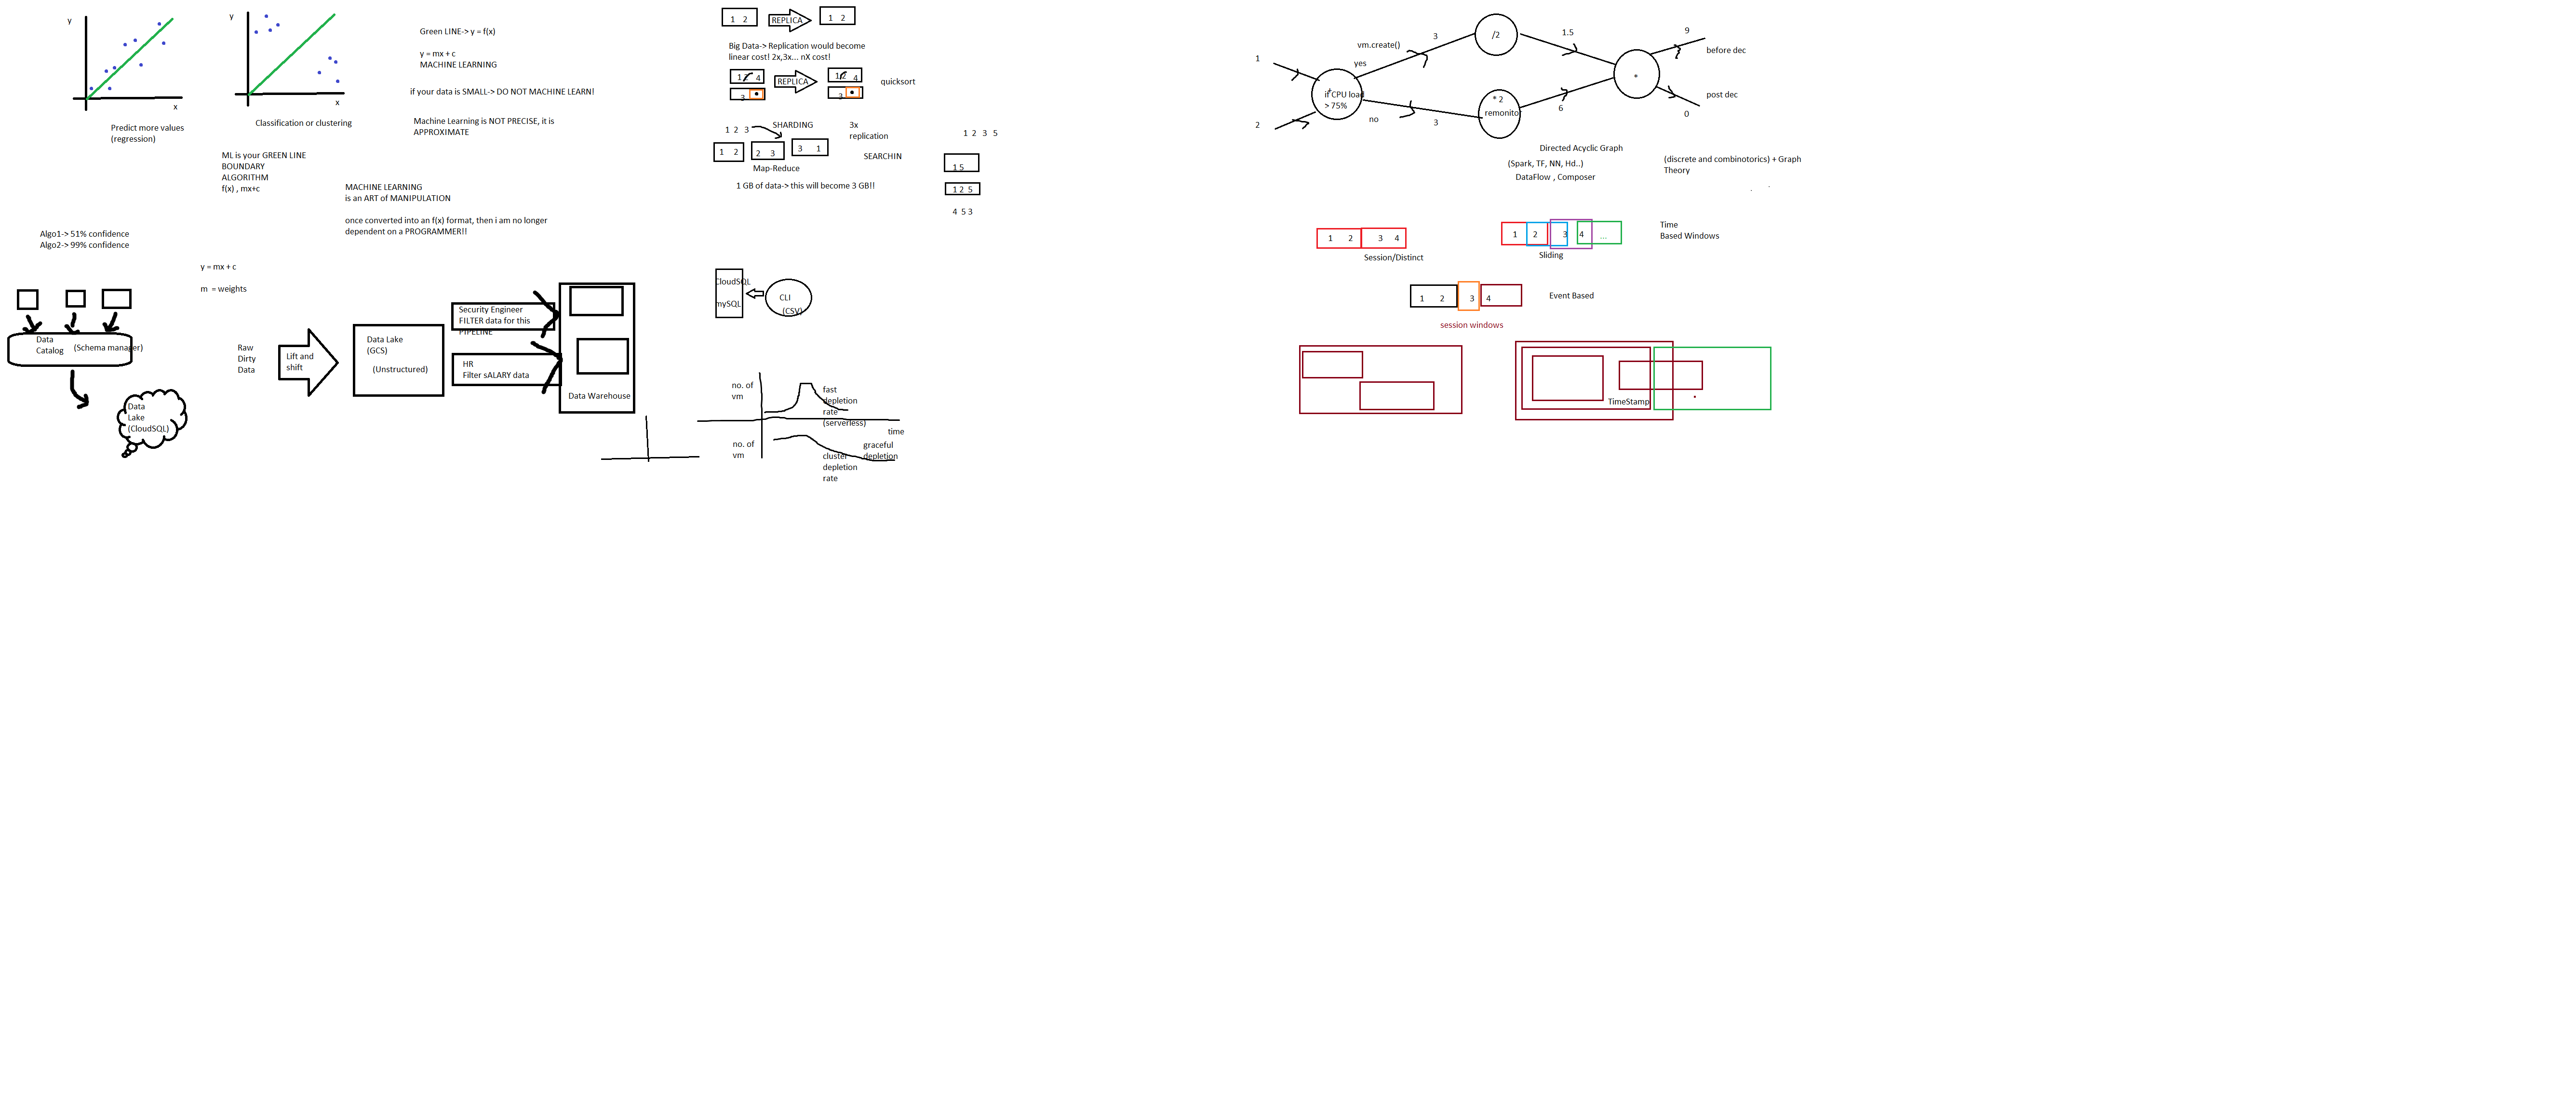 y
x
Predict more values
(regression)
y
x
Classification or clustering
Green LINE-> y = f(x)
y = mx + c
MACHINE LEARNING
if your data is SMALL-> DO NOT MACHINE LEARN!
Machine Learning is NOT PRECISE, it is
APPROXIMATE
ML is your GREEN LINE
BOUNDARY
ALGORITHM
f(x) , mx+c
MACHINE LEARNING
is an ART of MANIPULATION
once converted into an f(x) format, then i am no longer
dependent on a PROGRAMMER!!
Algo1-> 51% confidence
Algo2-> 99% confidence
y = mx + c
m = weights
Data
Catalog
(Schema manager)
Data
Lake
(CloudSQL)
Raw
Dirty
Data
Lift and
shift
Data Lake
(GCS)
(Unstructured)
Security Engineer
FILTER data for this
PIPELINE
HR
Filter sALARY data
Data Warehouse
1 2
REPLICA
1 2
Big Data-> Replication would become
linear cost! 2x,3x... nX cost!
1 2 4
3
REPLICA
1 2 4
3
quicksort
1 2 3
SHARDING
3x
replication
1 2
2 3
3 1
Map-Reduce
SEARCHIN
1 GB of data-> this will become 3 GB!!
1 2 3 5
1 5
1 2 5
4 5 3
CloudSQL
mySQL
CLI
(CSV)
no. of
vm
fast
depletion
rate
(serverless)
time
no. of
vm
cluster
depletion
rate
graceful
depletion
1
2
if CPU load
> 75%
vm.create()
yes
3
no
3
/2
* 2
remonitor
1.5
6
*
9
before dec
post dec
0
Directed Acyclic Graph
(Spark, TF, NN, Hd..)
DataFlow , Composer
(discrete and combinotorics) + Graph
Theory
1 2 3 4
Session/Distinct
1 2 3 4 ...
Sliding
Time
Based Windows
1 2 3 4
Event Based
session windows
TimeStamp